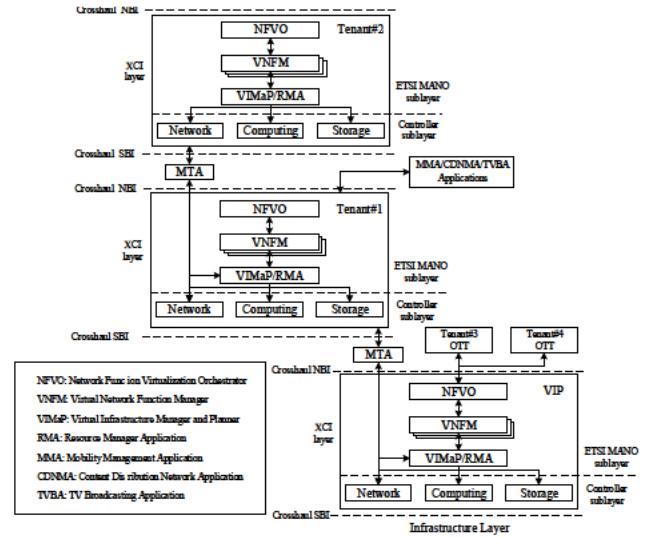 Crosshaul NBI
NFVO
Tenant#2
XCI
layer
VNFM
VIMaP/RMA
ETSI MANO
sublayer
Network
Computing
Storage
Controller
sublayer
Crosshaul SBI
MTA
MMA/CDNMA/TVBA
Applications
Crosshaul NBI
NFVO
Tenant#1
XCI
layer
VNFM
VIMaP/RMA
ETSI MANO
sublayer
Network
Computing
Storage
Controller
sublayer
Crosshaul SBI
MTA
Tenant#3
OTT
Tenant#4
OTT
Crosshaul NBI
NFVO
VIP
XCI
layer
VNFM
VIMaP/RMA
ETSI MANO
sublayer
Network
Computing
Storage
Controller
sublayer
Crosshaul SBI
Infrastructure Layer
NFVO: Network Func ion Virtualization Orchestrator
VNFM: Virtual Network Function Manager
VIMaP: Virtual Infrastructure Manager and Planner
RMA: Resource Manager Application
MMA: Mobility Management Application
CDNMA: Content Dis ribution Network Application
TVBA: TV Broadcasting Application